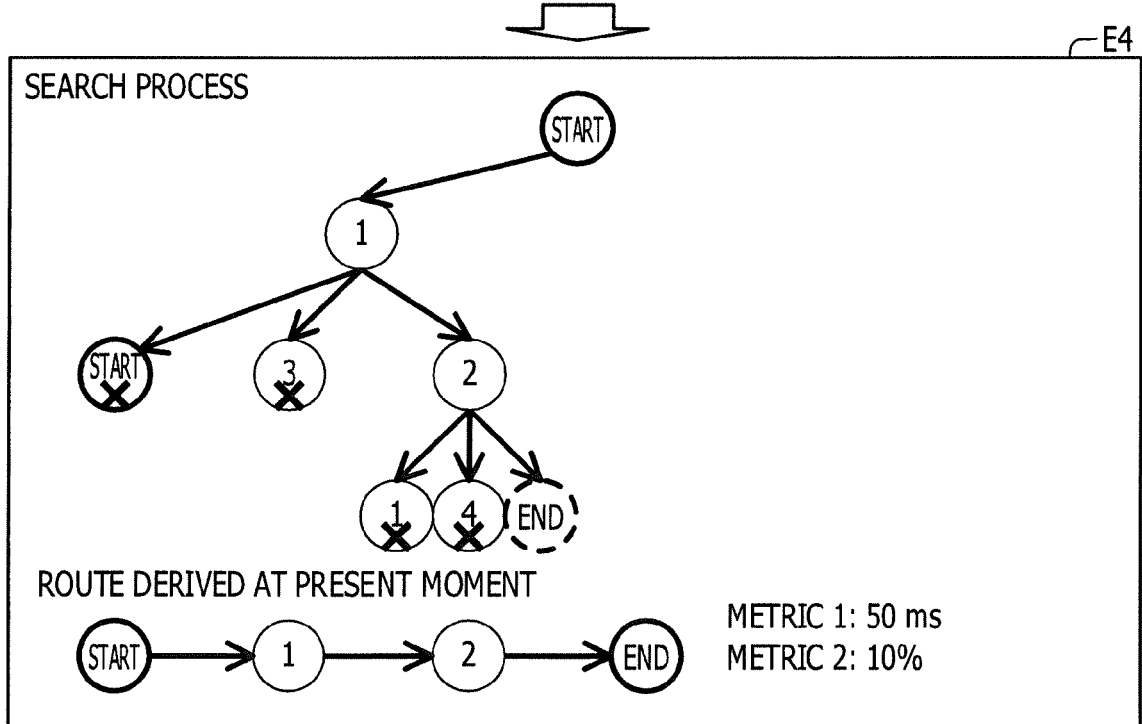 E4
SEARCH PROCESS
START
1
START
3
2
1
4
END
ROUTE DERIVED AT PRESENT MOMENT
START
1
2
END
METRIC 1: 50 ms
METRIC 2: 10%